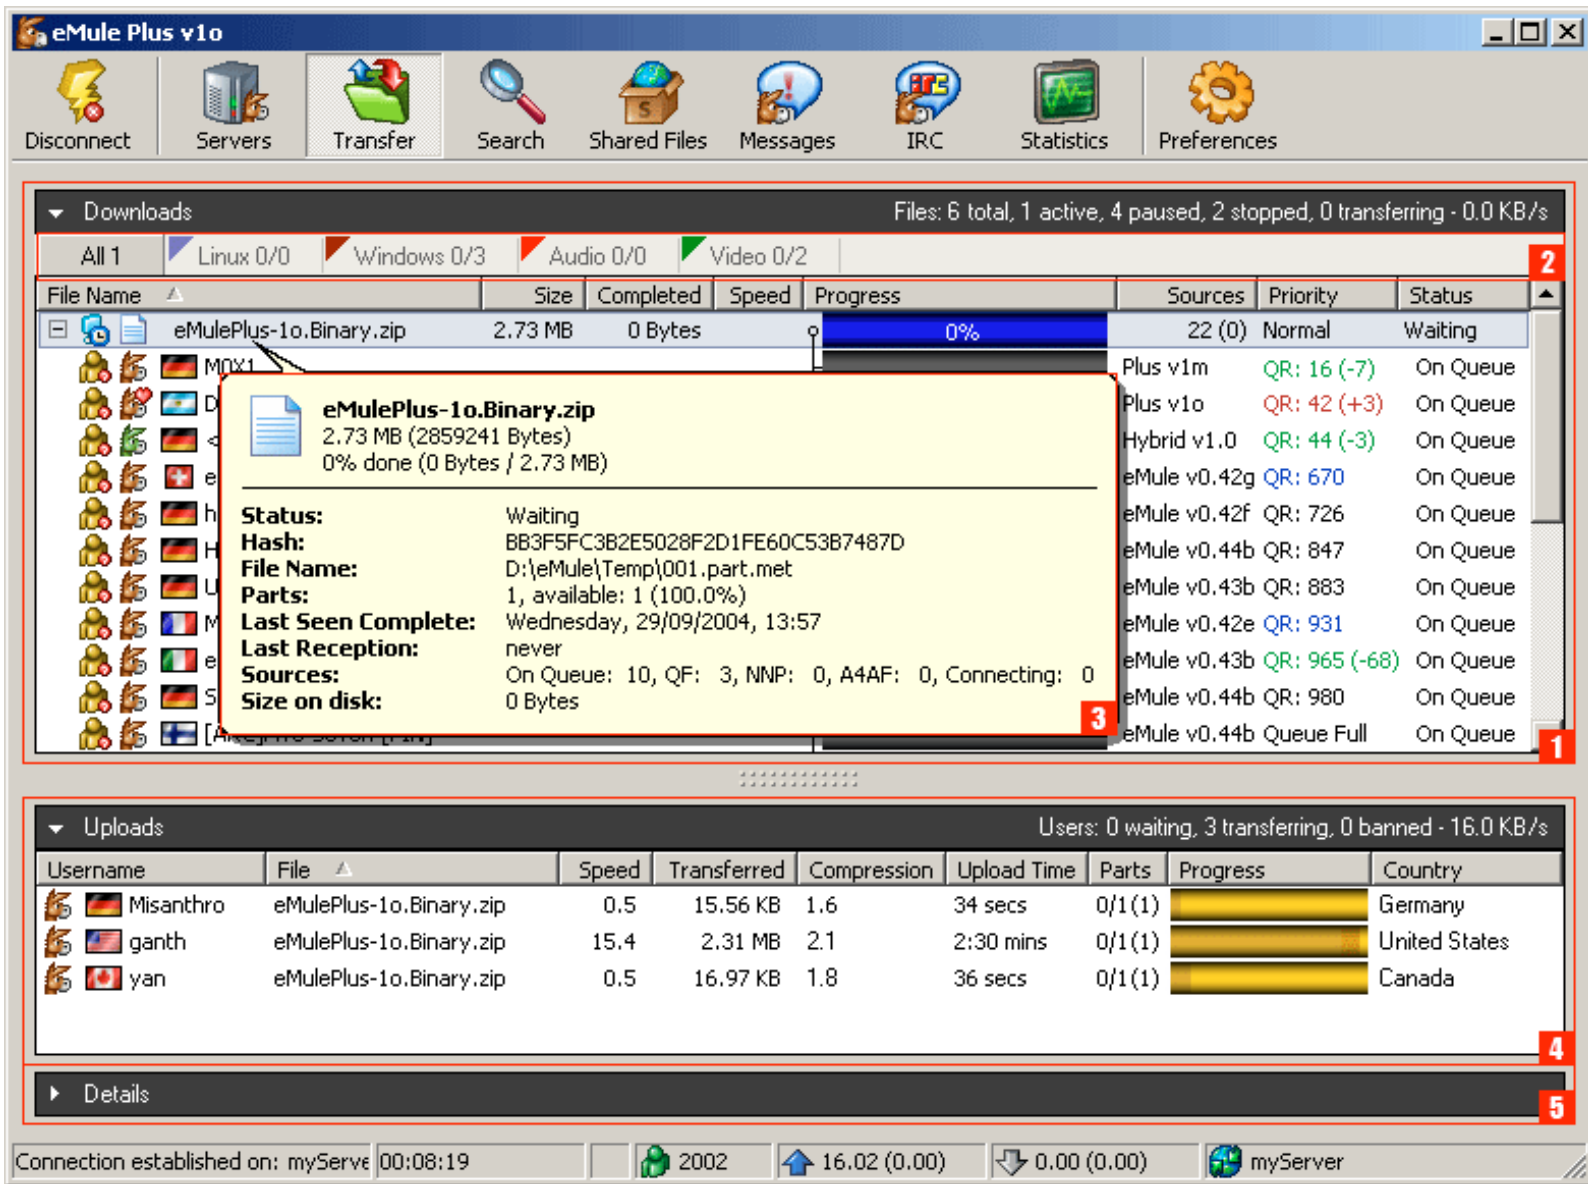 eMule Plus v1o
Disconnect Servers Transfer Search Shared Files Messages IRC Statistics Preferences
Downloads Files: 6 total, 1 active, 4 paused, 2 stopped, 0 transferring - 0.0 KB/s
All 1 Linux 0/0 Windows 0/3 Audio 0/0 Video 0/2
2
File Name Size Completed Speed Progress Sources Priority Status
eMulePlus-1o.Binary.zip 2.73 MB 0 Bytes 0% 22 (0) Normal Waiting
Plus v1m QR: 16 (-7) On Queue
Plus v1o QR: 42 (+3) On Queue
Hybrid v1.0 QR: 44 (-3) On Queue
eMule v0.42g QR: 670 On Queue
eMule v0.42f QR: 726 On Queue
eMule v0.44b QR: 847 On Queue
eMule v0.43b QR: 883 On Queue
eMule v0.42e QR: 931 On Queue
eMule v0.43b QR: 965 (-68) On Queue
eMule v0.44b QR: 980 On Queue
eMule v0.44b Queue Full On Queue
1
eMulePlus-1o.Binary.zip
2.73 MB (2859241 Bytes)
0% done (0 Bytes / 2.73 MB)
Status: Waiting
Hash: BB3F5FC3B2E5028F2D1FE60C53B7487D
File Name: D:\eMule\Temp\001.part.met
Parts: 1, available: 1 (100.0%)
Last Seen Complete: Wednesday, 29/09/2004, 13:57
Last Reception: never
Sources: On Queue: 10, QF: 3, NNP: 0, A4AF: 0, Connecting: 0
Size on disk: 0 Bytes
3
Uploads Users: 0 waiting, 3 transferring, 0 banned - 16.0 KB/s
Username File Speed Transferred Compression Upload Time Parts Progress Country
Misanthro eMulePlus-1o.Binary.zip 0.5 15.56 KB 1.6 34 secs 0/1(1) Germany
ganth eMulePlus-1o.Binary.zip 15.4 2.31 MB 2.1 2:30 mins 0/1(1) United States
yan eMulePlus-1o.Binary.zip 0.5 16.97 KB 1.8 36 secs 0/1(1) Canada
4
Details
5
Connection established on: myServe 00:08:19 2002 16.02 (0.00) 0.00 (0.00) myServer